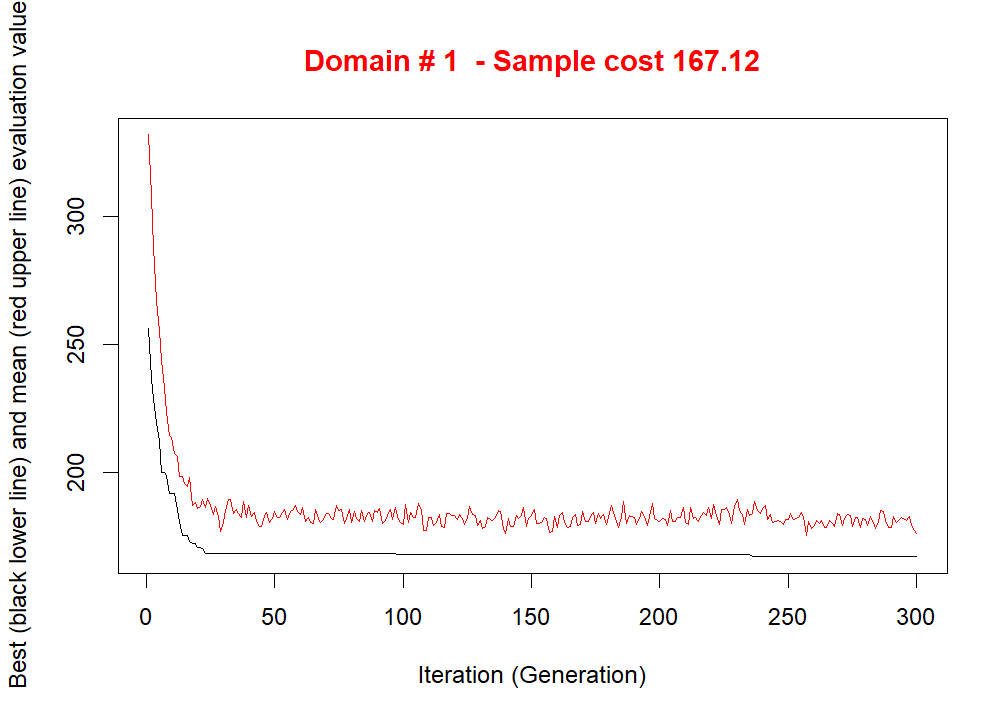 Domain # 1  - Sample cost 167.12
Best (black lower line) and mean (red upper line) evaluation value
300
250
200
0 50 100 150 200 250 300
Iteration (Generation)